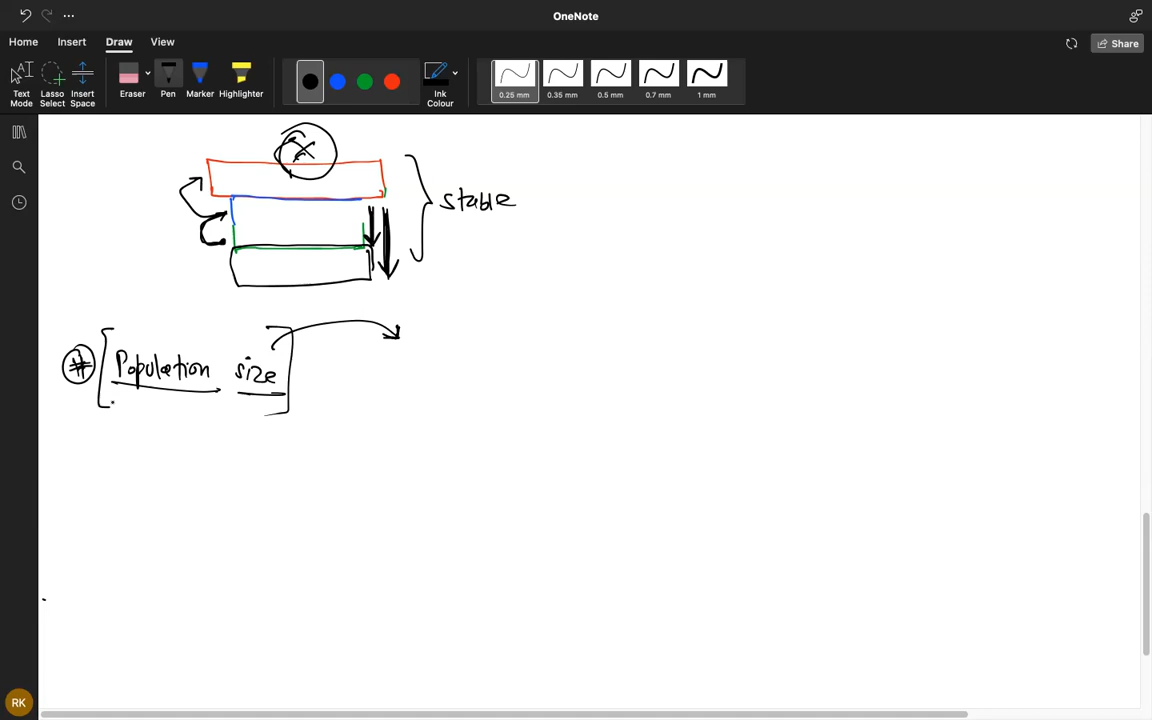 OneNote
Home Insert Draw View
Share
Text Mode
Lasso Select
Insert Space
Eraser
Pen
Marker
Highlighter
Ink Colour
0.25 mm
0.35 mm
0.5 mm
0.7 mm
1 mm
stable
Population size
RK